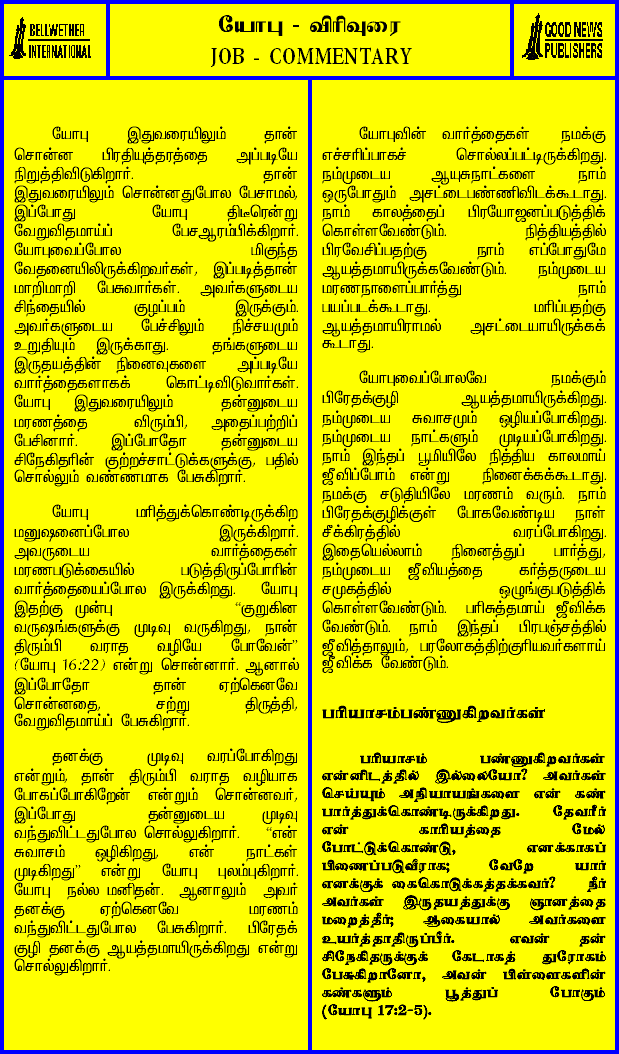 BELLWETHER
INTERNATIONAL
யோபு - விரிவுரை
JOB - COMMENTARY
GOOD NEWS
PUBLISHERS
யோபு இதுவரையிலும் தான்
சொன்ன பிரதியுத்தரத்தை அப்படியே
நிறுத்திவிடுகிறார். தான்
இதுவரையிலும் சொன்னதுபோல பேசாமல்,
இப்போது யோபு திடீரென்று
வேறுவிதமாய்ப் பேசஆரம்பிக்கிறார்.
யோபுவைப்போல மிகுந்த
வேதனையிலிருக்கிறவர்கள், இப்படித்தான்
மாறிமாறி பேசுவார்கள். அவர்களுடைய
சிந்தையில் குழப்பம் இருக்கும்.
அவர்களுடைய பேச்சிலும் நிச்சயமும்
உறுதியும் இருக்காது. தங்களுடைய
இருதயத்தின் நினைவுகளை அப்படியே
வார்த்தைகளாகக் கொட்டிவிடுவார்கள்.
யோபு இதுவரையிலும் தன்னுடைய
மரணத்தை விரும்பி, அதைப்பற்றிப்
பேசினார். இப்போதோ தன்னுடைய
சிநேகிதரின் குற்றச்சாட்டுக்களுக்கு, பதில்
சொல்லும் வண்ணமாக பேசுகிறார்.
யோபு மரித்துக்கொண்டிருக்கிற
மனுஷனைப்போல இருக்கிறார்.
அவருடைய வார்த்தைகள்
மரணபடுக்கையில் படுத்திருப்போரின்
வார்த்தையைப்போல இருக்கிறது. யோபு
இதற்கு முன்பு “குறுகின
வருஷங்களுக்கு முடிவு வருகிறது, நான்
திரும்பி வராத வழியே போவேன்”
(யோபு 16:22) என்று சொன்னார். ஆனால்
இப்போதோ தான் ஏற்கெனவே
சொன்னதை, சற்று திருத்தி,
வேறுவிதமாய்ப் பேசுகிறார்.
தனக்கு முடிவு வரப்போகிறது
என்றும், தான் திரும்பி வராத வழியாக
போகப்போகிறேன் என்றும் சொன்னவர்,
இப்போது தன்னுடைய முடிவு
வந்துவிட்டதுபோல சொல்லுகிறார். “என்
சுவாசம் ஒழிகிறது, என் நாட்கள்
முடிகிறது” என்று யோபு புலம்புகிறார்.
யோபு நல்ல மனிதன். ஆனாலும் அவர்
தனக்கு ஏற்கெனவே மரணம்
வந்துவிட்டதுபோல பேசுகிறார். பிரேதக்
குழி தனக்கு ஆயத்தமாயிருக்கிறது என்று
சொல்லுகிறார்.
யோபுவின் வார்த்தைகள் நமக்கு
எச்சரிப்பாகச் சொல்லப்பட்டிருக்கிறது.
நம்முடைய ஆயுசுநாட்களை நாம்
ஒருபோதும் அசட்டைபண்ணிவிடக்கூடாது.
நாம் காலத்தைப் பிரயோஜனப்படுத்திக்
கொள்ளவேண்டும். நித்தியத்தில்
பிரவேசிப்பதற்கு நாம் எப்போதுமே
ஆயத்தமாயிருக்கவேண்டும். நம்முடைய
மரணநாளைப்பார்த்து நாம்
பயப்படக்கூடாது. மரிப்பதற்கு
ஆயத்தமாயிராமல் அசட்டையாயிருக்கக்
கூடாது.
யோபுவைப்போலவே நமக்கும்
பிரேதக்குழி ஆயத்தமாயிருக்கிறது.
நம்முடைய சுவாசமும் ஒழியப்போகிறது.
நம்முடைய நாட்களும் முடியப்போகிறது.
நாம் இந்தப் பூமியிலே நித்திய காலமாய்
ஜீவிப்போம் என்று நினைக்கக்கூடாது.
நமக்கு சடுதியிலே மரணம் வரும். நாம்
பிரேதக்குழிக்குள் போகவேண்டிய நாள்
சீக்கிரத்தில் வரப்போகிறது.
இதையெல்லாம் நினைத்துப் பார்த்து,
நம்முடைய ஜீவியத்தை கர்த்தருடைய
சமுகத்தில் ஒழுங்குபடுத்திக்
கொள்ளவேண்டும். பரிசுத்தமாய் ஜீவிக்க
வேண்டும். நாம் இந்தப் பிரபஞ்சத்தில்
ஜீவித்தாலும், பரலோகத்திற்குரியவர்களாய்
ஜீவிக்க வேண்டும்.
பரியாசம்பண்ணுகிறவர்கள்
பரியாசம் பண்ணுகிறவர்கள்
என்னிடத்தில் இல்லையோ? அவர்கள்
செய்யும் அநியாயங்களை என் கண்
பார்த்துக்கொண்டிருக்கிறது. தேவரீர்
என் காரியத்தை மேல்
போட்டுக்கொண்டு, எனக்காகப்
பிணைப்படுவீராக; வேறே யார்
எனக்குக் கைகொடுக்கத்தக்கவர்? நீர்
அவர்கள் இருதயத்துக்கு ஞானத்தை
மறைத்தீர்; ஆகையால் அவர்களை
உயர்த்தாதிருப்பீர். எவன் தன்
சிநேகிதருக்குக் கேடாகத் துரோகம்
பேசுகிறானோ, அவன் பிள்ளைகளின்
கண்களும் பூத்துப் போகும்
(யோபு 17:2-5).